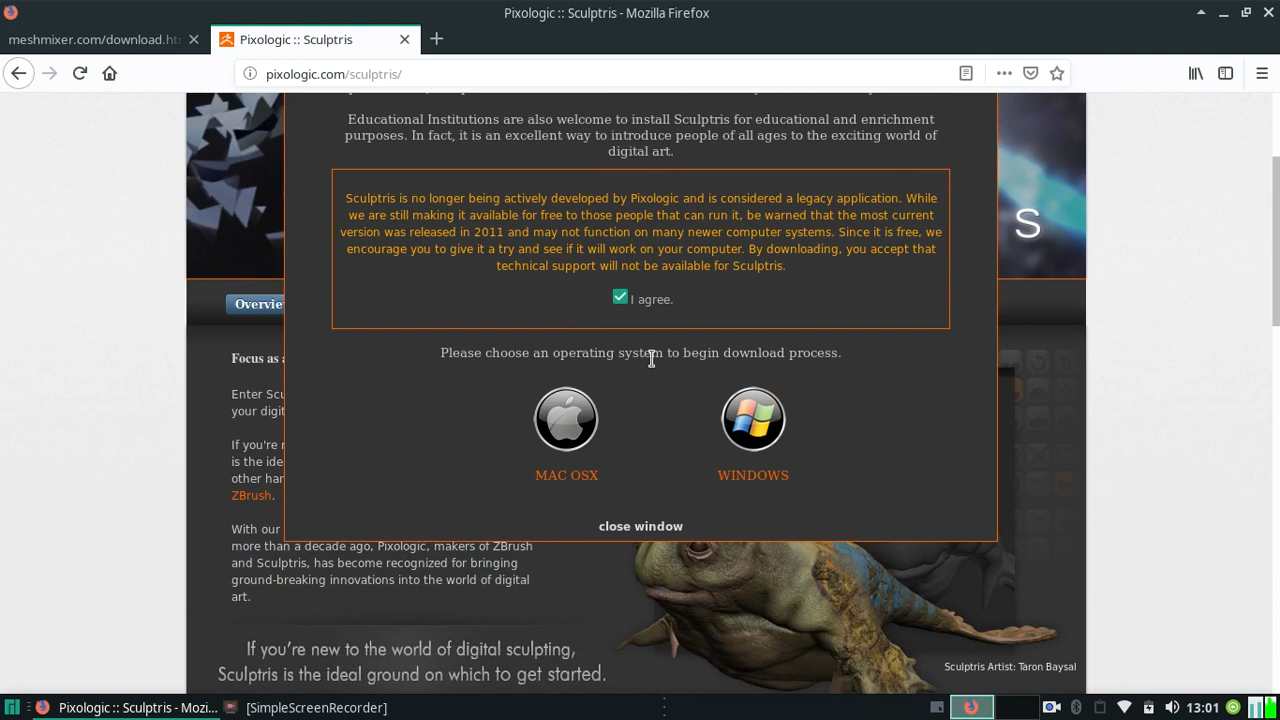 Pixologic :: Sculptris - Mozilla Firefox
meshmixer.com/download.ht
Pixologic :: Sculptris
pixologic.com/sculptris/
Educational Institutions are also welcome to install Sculptris for educational and enrichment
purposes. In fact, it is an excellent way to introduce people of all ages to the exciting world of
digital art.
Sculptris is no longer being actively developed by Pixologic and is considered a legacy application. While
we are still making it available for free to those people that can run it, be warned that the most current
version was released in 2011 and may not function on many newer computer systems. Since it is free, we
encourage you to give it a try and see if it will work on your computer. By downloading, you accept that
technical support will not be available for Sculptris.
I agree.
Please choose an operating system to begin download process.
MAC OSX
WINDOWS
close window
S
Overvie
Focus as
Enter Scu
your digit
If you're
is the ide
other har
ZBrush.
With our
more than a decade ago, Pixologic, makers of ZBrush
and Sculptris, has become recognized for bringing
ground-breaking innovations into the world of digital
art.
If you're new to the world of digital sculpting,
Sculptris is the ideal ground on which to get started.
Sculptris Artist: Taron Baysal
Pixologic :: Sculptris - Mozi...
[SimpleScreenRecorder]
13:01